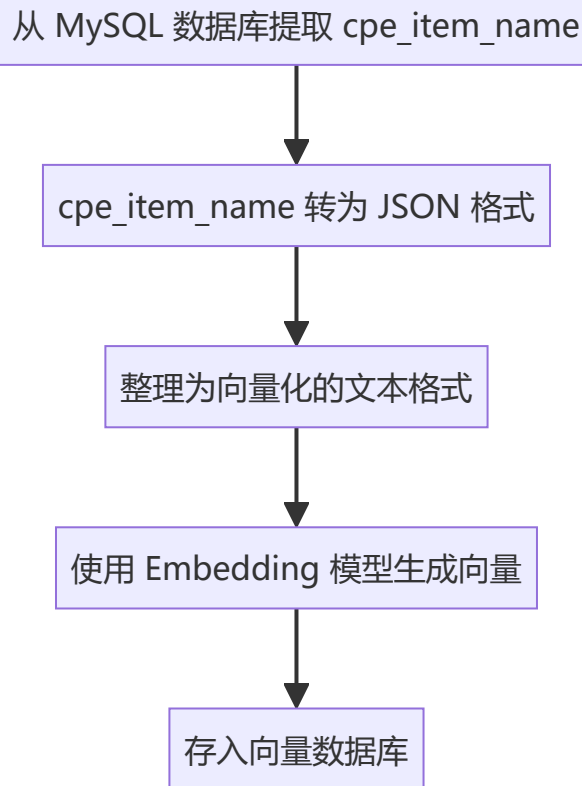 从 MySQL 数据库提取 cpe_item_name
cpe_item_name 转为 JSON 格式
整理为向量化的文本格式
使用 Embedding 模型生成向量
存入向量数据库